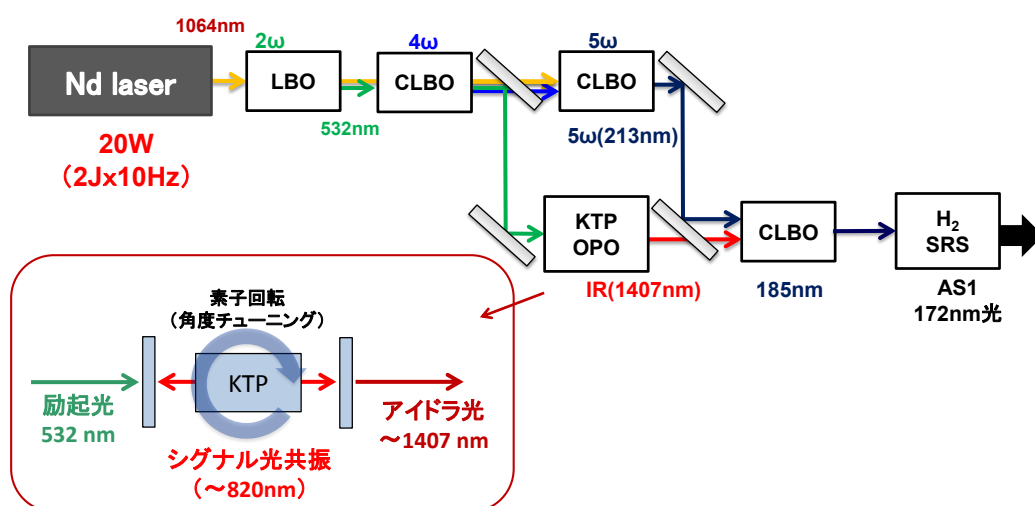 1064nm
Nd laser
20W
（2Jx10Hz）
2ω
LBO
532nm
4ω
CLBO
5ω
CLBO
5ω(213nm)
KTP
OPO
IR(1407nm)
CLBO
185nm
H₂
SRS
AS1
172nm光
素子回転
（角度チューニング）
KTP
励起光
532 nm
アイドラ光
～1407 nm
シグナル光共振
（～820nm）